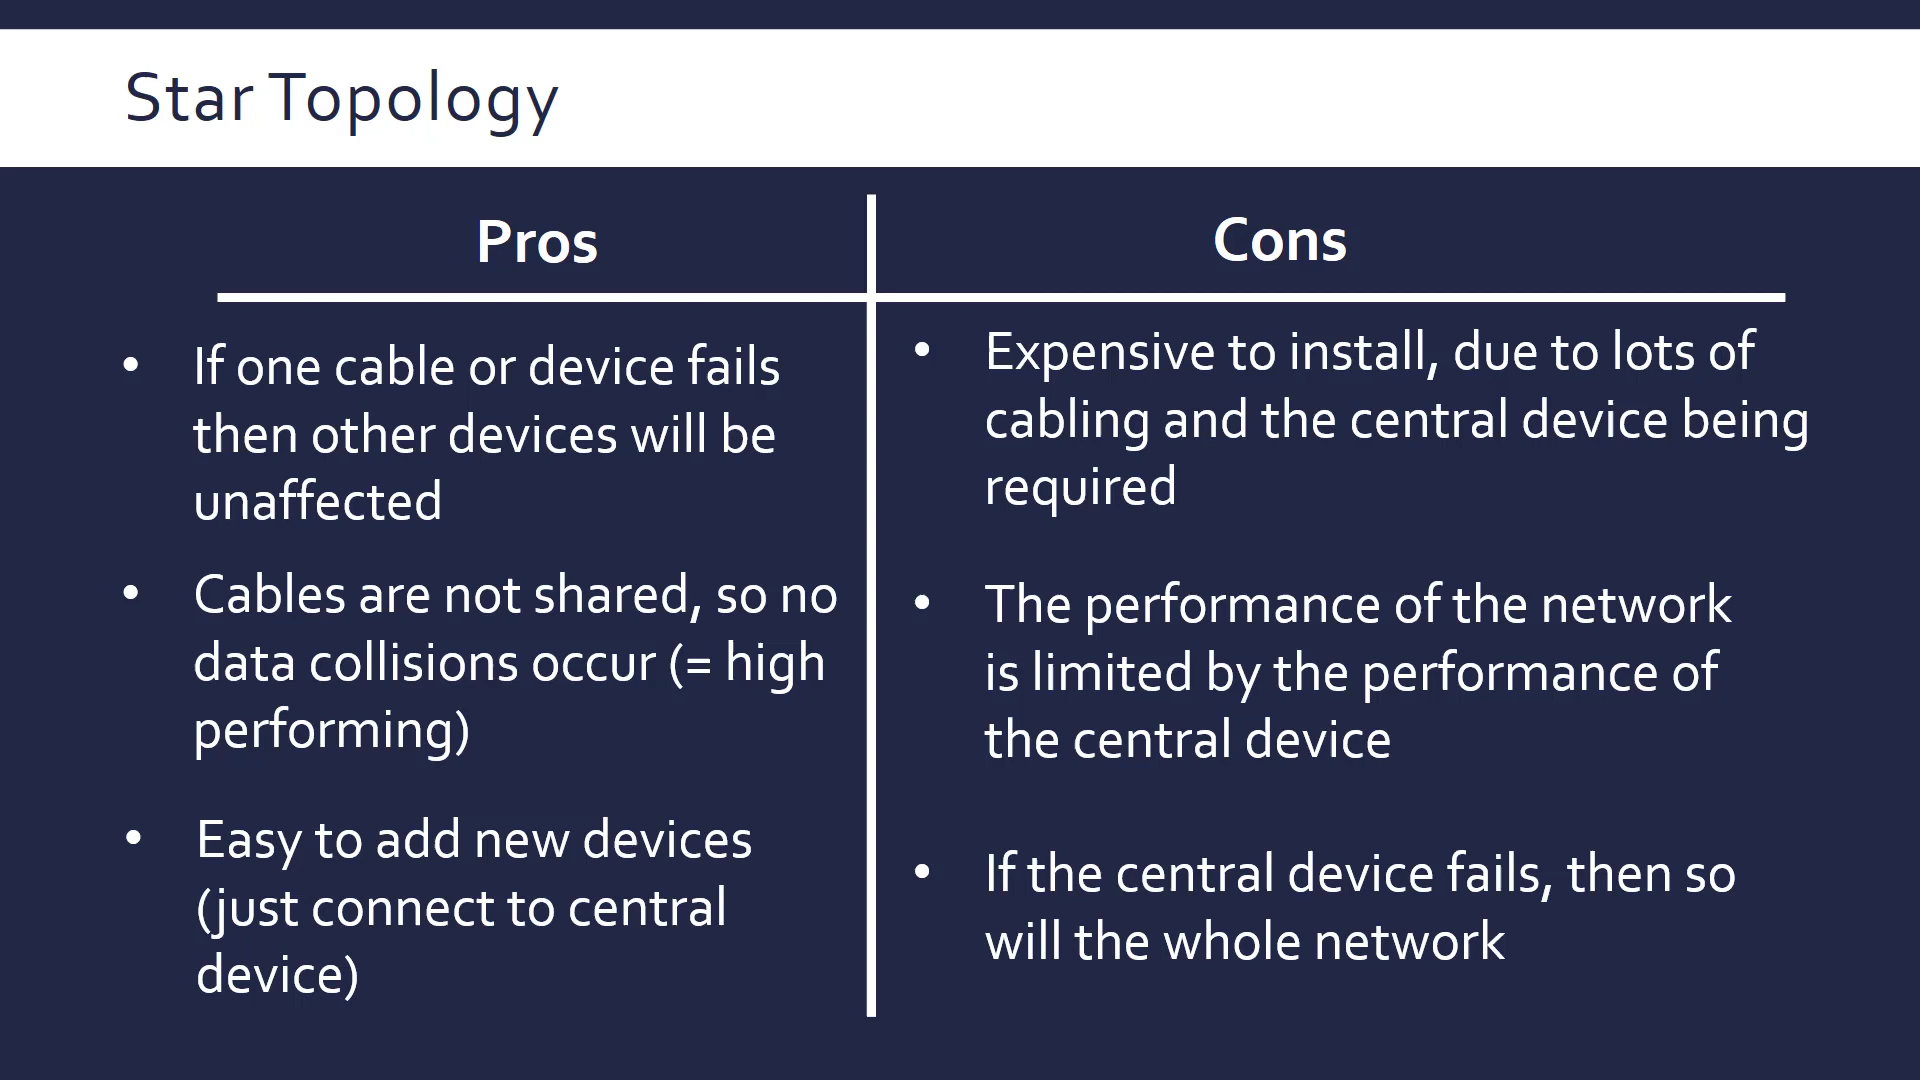 Star Topology
Pros
• If one cable or device fails
then other devices will be
unaffected
• Cables are not shared, so no
data collisions occur (= high
performing)
• Easy to add new devices
(just connect to central
device)
Cons
• Expensive to install, due to lots of
cabling and the central device being
required
• The performance of the network
is limited by the performance of
the central device
• If the central device fails, then so
will the whole network